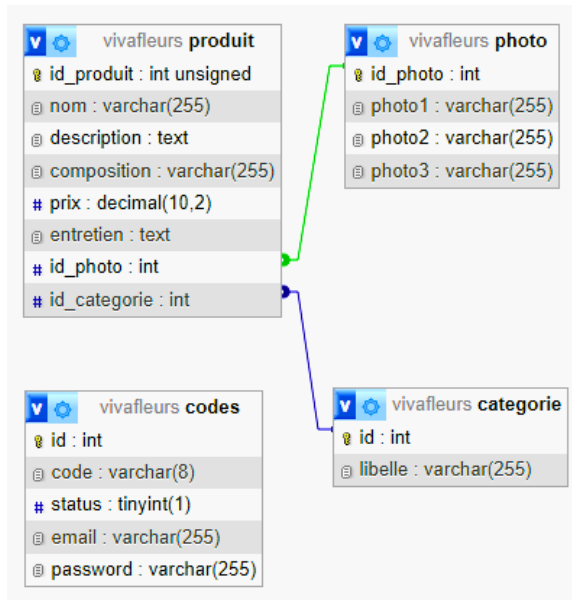 v vivafleurs produit
id_produit : int unsigned
nom : varchar(255)
description : text
composition : varchar(255)
# prix : decimal(10,2)
entretien : text
# id_photo : int
# id_categorie : int
v vivafleurs photo
id_photo : int
photo1 : varchar(255)
photo2 : varchar(255)
photo3 : varchar(255)
v vivafleurs codes
id : int
code : varchar(8)
# status : tinyint(1)
email : varchar(255)
password : varchar(255)
v vivafleurs categorie
id : int
libelle : varchar(255)